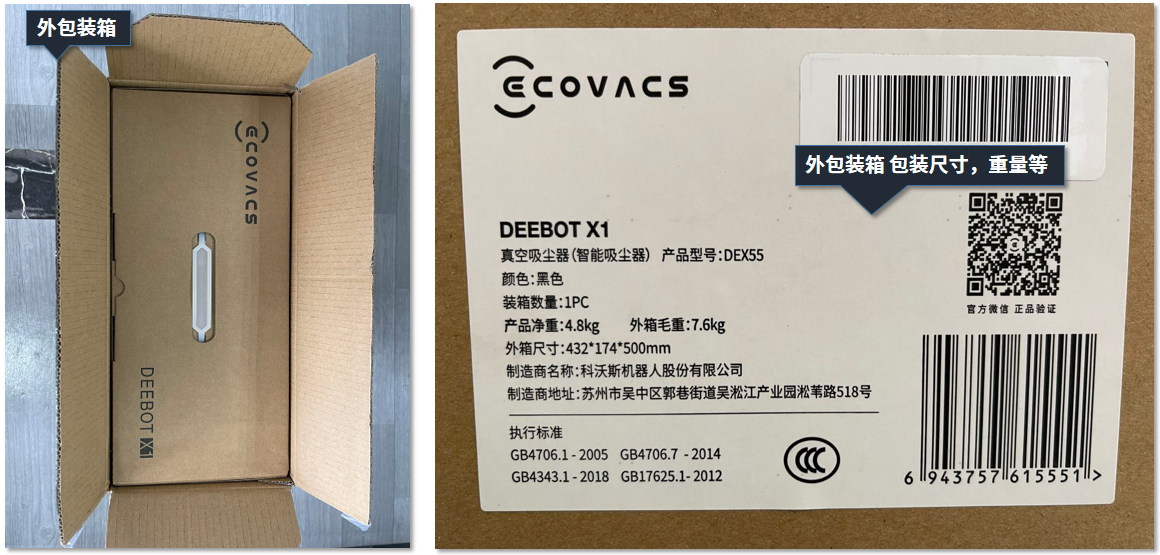 外包装箱
ECOVACS
DEEBOT X1
ECOVACS
外包装箱 包装尺寸，重量等
DEEBOT X1
真空吸尘器(智能吸尘器) 产品型号:DEX55
颜色:黑色
装箱数量:1PC
产品净重:4.8kg 外箱毛重:7.6kg
外箱尺寸:432*174*500mm
制造商名称:科沃斯机器人股份有限公司
制造商地址:苏州市吴中区郭巷街道吴淞江产业园淞苇路518号
官方微信 正品验证
执行标准
GB4706.1-2005 GB4706.7-2014
GB4343.1-2018 GB17625.1-2012
CCC
6 943757 615551 >